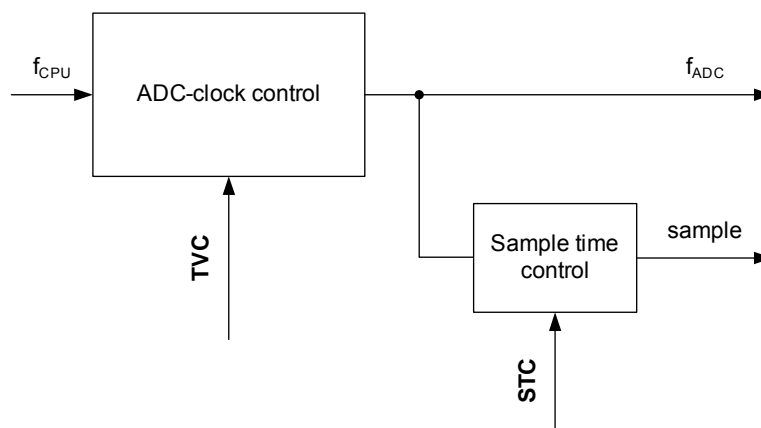 fCPU
ADC-clock control
fADC
TVC
Sample time
control
sample
STC